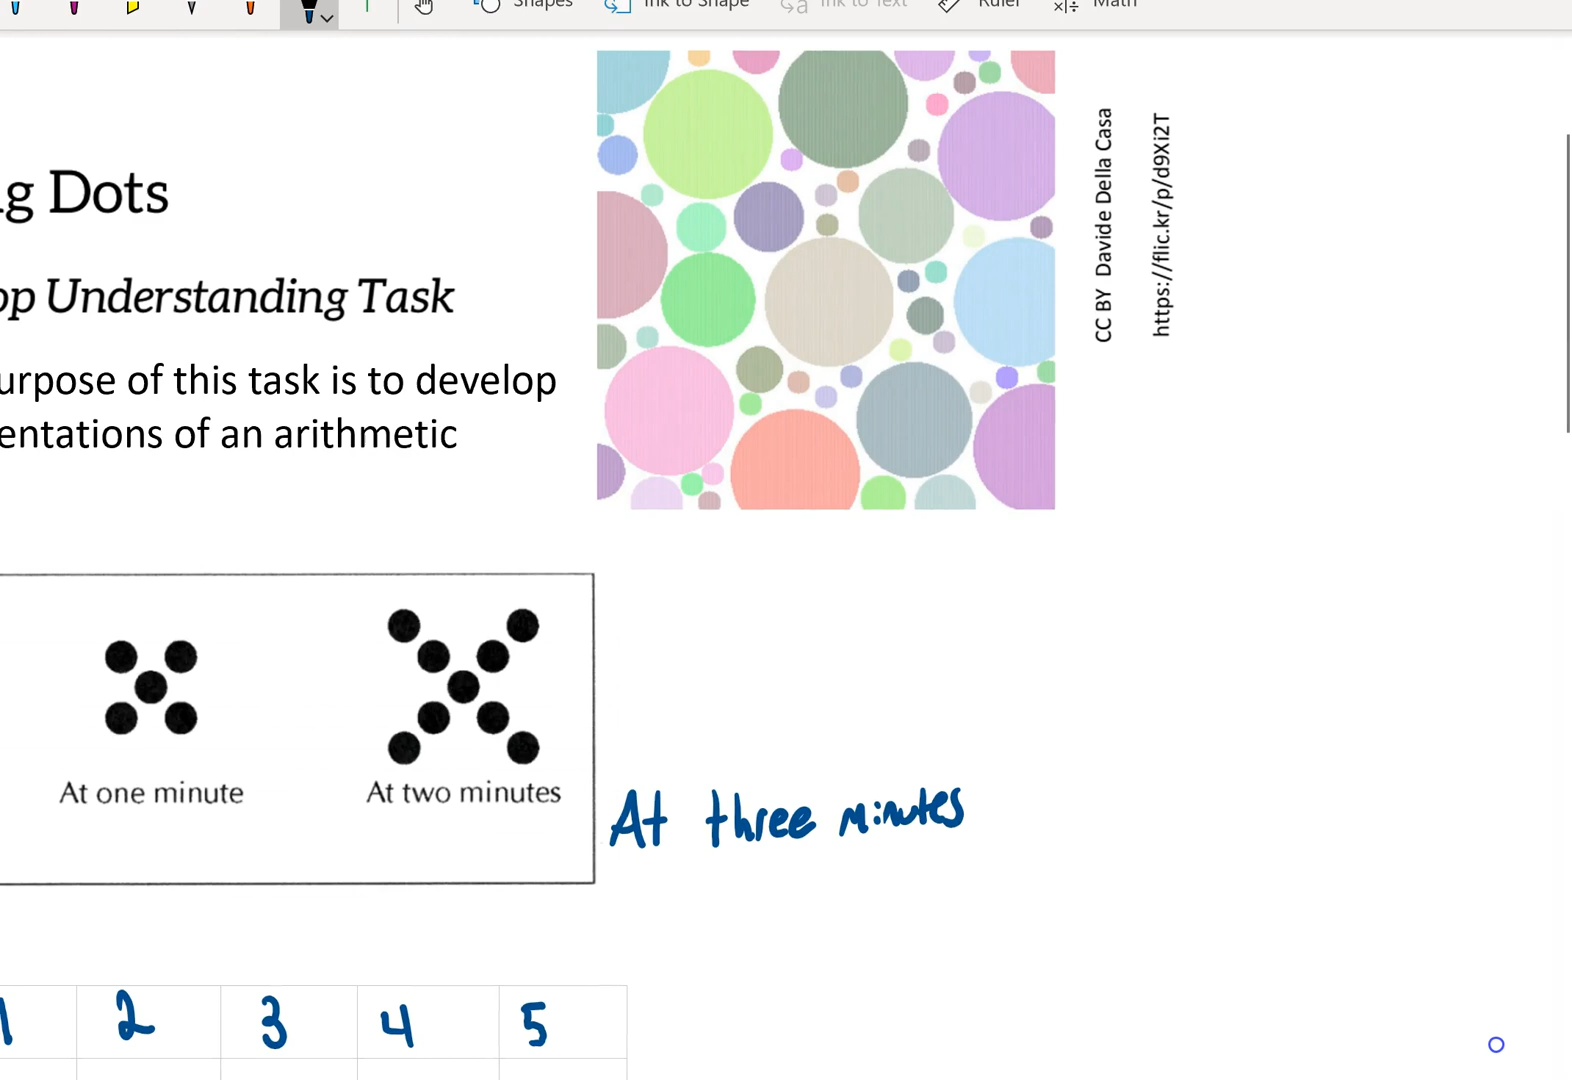 Shapes
Ink to Shape
Ink to Text
Ruler
Math
g Dots
op Understanding Task
urpose of this task is to develop
entations of an arithmetic
CC BY Davide Della Casa
https://flic.kr/p/d9Xi2T
At one minute
At two minutes
At three minutes
1 2 3 4 5